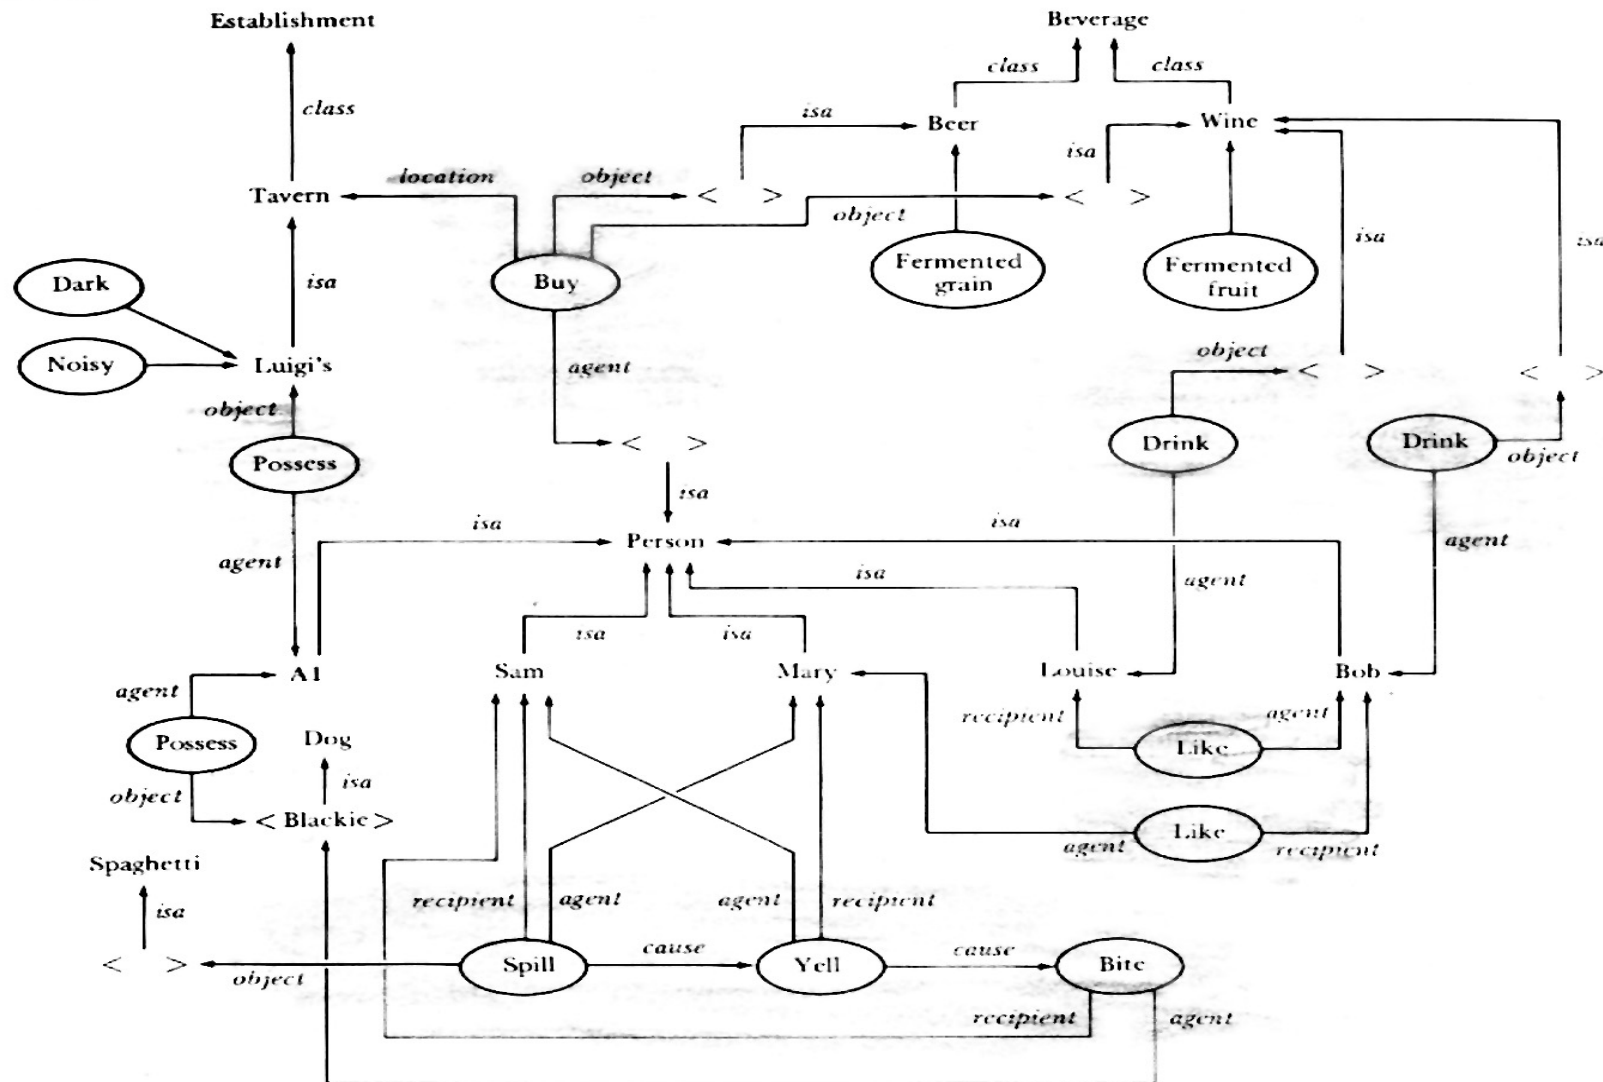 Establishment
Beverage
class
class
class
isa
Beer
isa
Wine
Tavern
location
object
< >
object
< >
isa
isa
Dark
isa
Buy
Fermented
grain
Fermented
fruit
Noisy
Luigi's
agent
object
< >
< >
object
Possess
< >
Drink
Drink
object
isa
isa
isa
agent
Person
agent
isa
agent
isa
isa
Al
Sam
Mary
Louise
Bob
agent
recipient
agent
Possess
Dog
Like
isa
object
< Blackie >
Like
agent
recipient
Spaghetti
isa
recipient
agent
agent
recipient
< >
object
Spill
cause
Yell
cause
Bite
recipient
agent